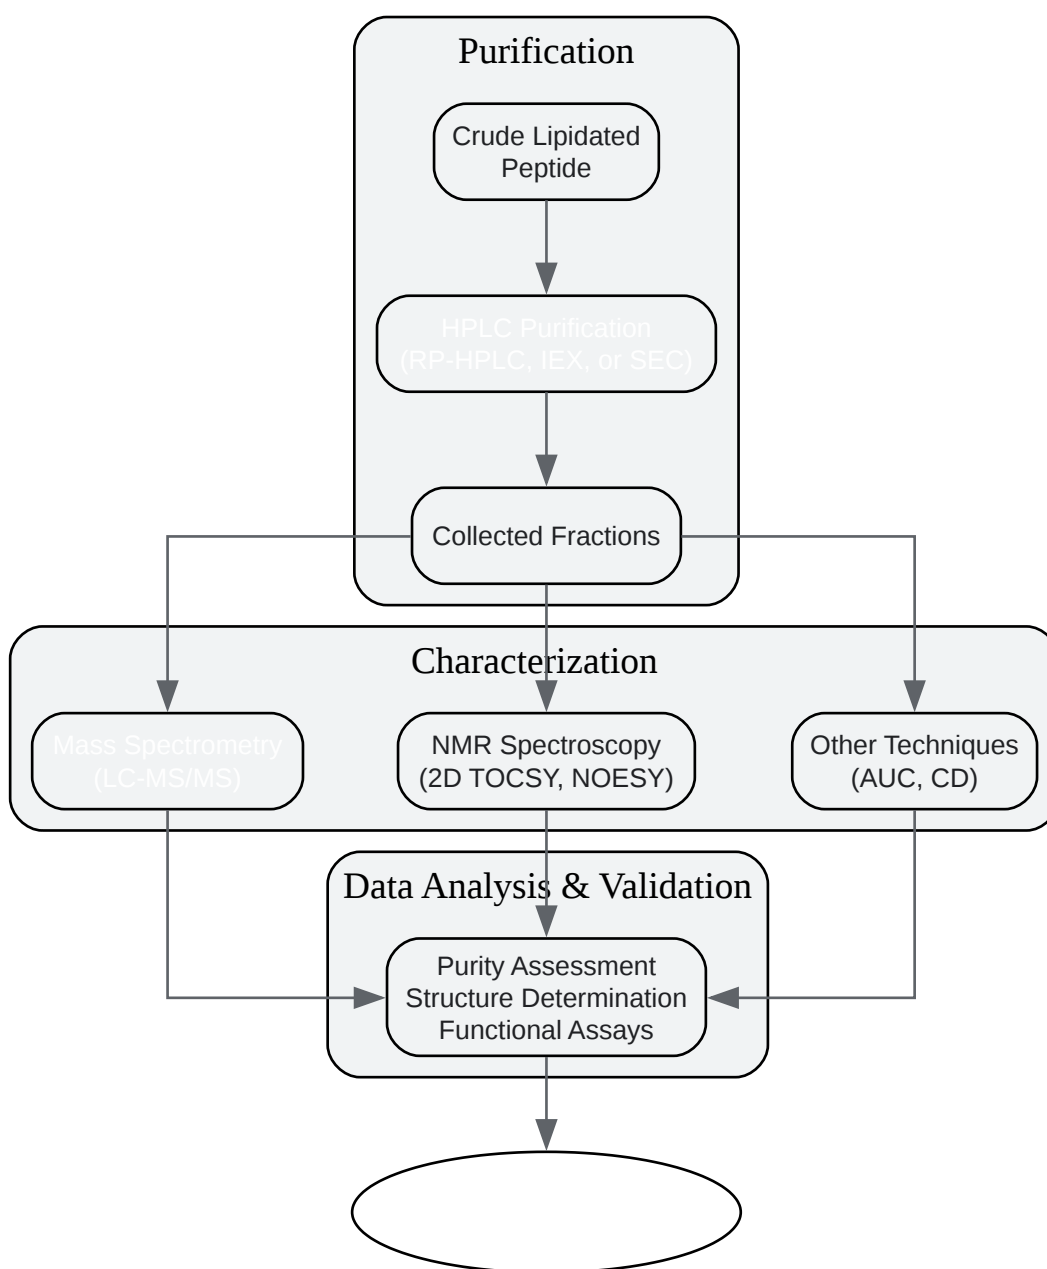 Purification
Crude Lipidated
Peptide
HPLC Purification
(RP-HPLC, IEX, or SEC)
Collected Fractions
Characterization
Mass Spectrometry
(LC-MS/MS)
NMR Spectroscopy
(2D TOCSY, NOESY)
Other Techniques
(AUC, CD)
Data Analysis & Validation
Purity Assessment
Structure Determination
Functional Assays